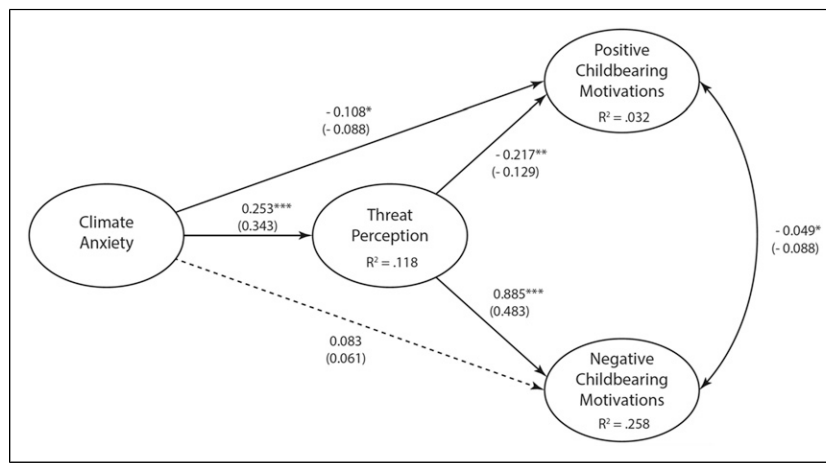 Positive
Childbearing
Motivations
R² = .032
- 0.108*
(- 0.088)
- 0.217**
(- 0.129)
Climate
Anxiety
0.253***
(0.343)
Threat
Perception
R² = .118
- 0.049*
(- 0.088)
0.885***
(0.483)
0.083
(0.061)
Negative
Childbearing
Motivations
R² = .258